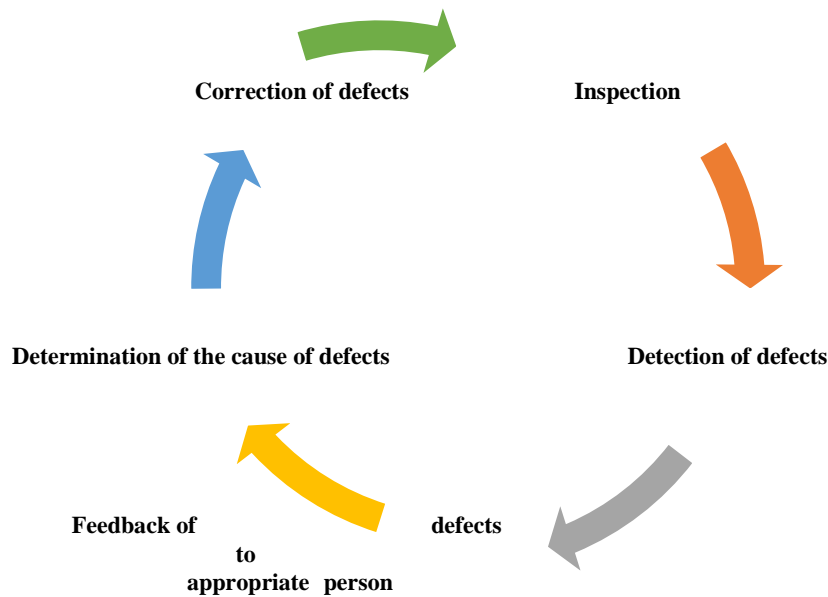 Correction of defects
Inspection
Determination of the cause of defects
Detection of defects
Feedback of defects
to
appropriate person